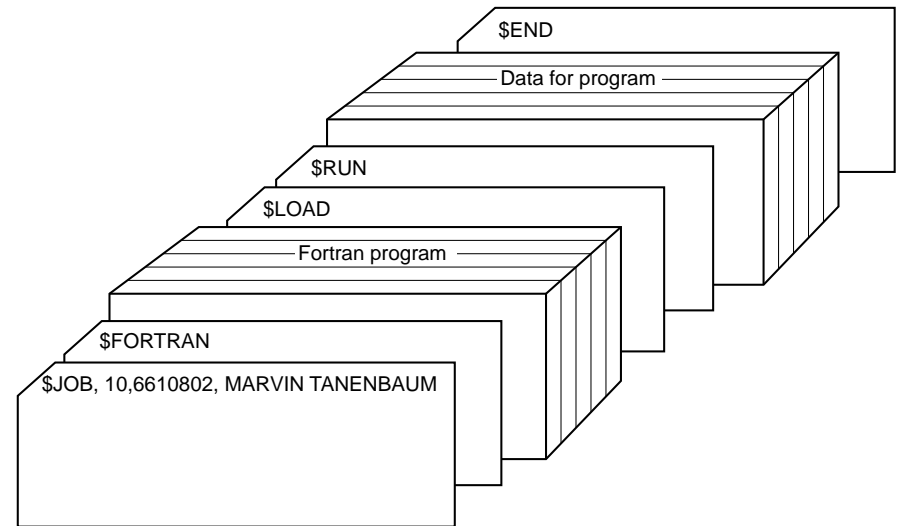 $END
Data for program
$RUN
$LOAD
Fortran program
$FORTRAN
$JOB, 10,6610802, MARVIN TANENBAUM